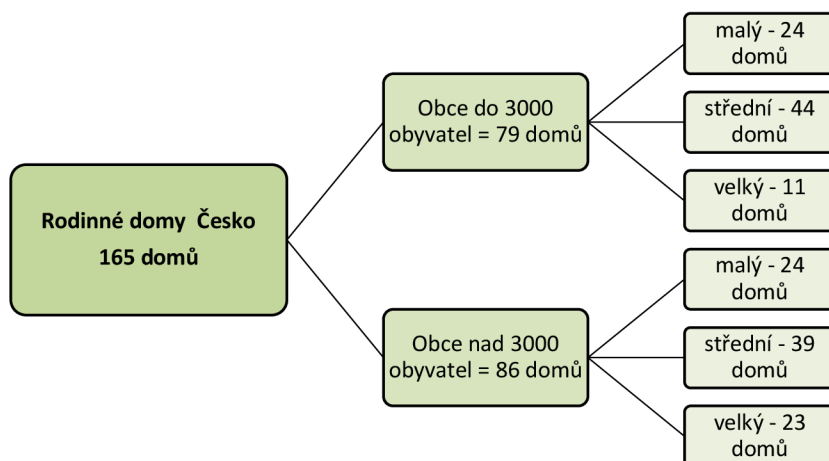 Rodinné domy Česko
165 domů
Obce do 3000
obyvatel = 79 domů
malý - 24
domů
střední - 44
domů
velký - 11
domů
Obce nad 3000
obyvatel = 86 domů
malý - 24
domů
střední - 39
domů
velký - 23
domů